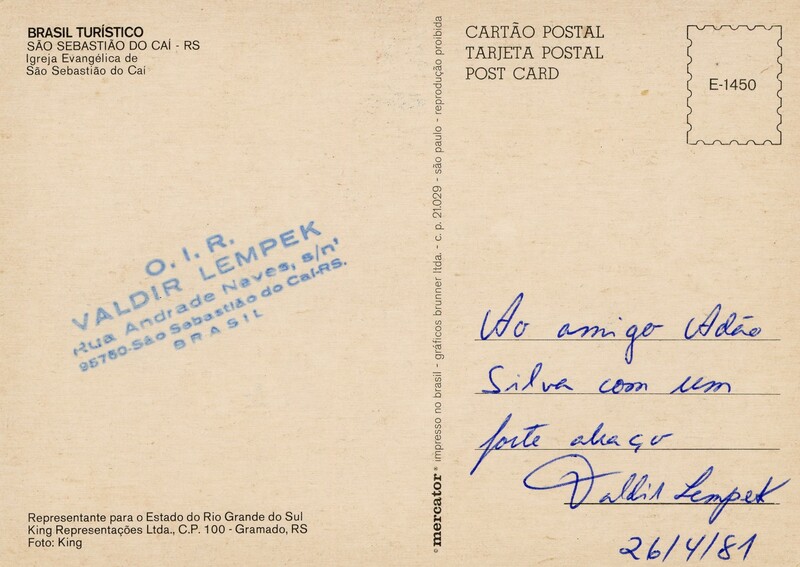 BRASIL TURÍSTICO
SÃO SEBASTIÃO DO CAÍ - RS
Igreja Evangélica de
São Sebastião do Caí
O. I. R.
VALDIR LEMPEK
Rua Andrade Neves, s/nº
95760-São Sebastião do Caí-RS.
BRASIL
Representante para o Estado do Rio Grande do Sul
King Representações Ltda., C.P. 100 - Gramado, RS
Foto: King
mercator® impresso no brasil - gráficos brunner ltda. - c. p. 21.029 - são paulo - reprodução proibida
CARTÃO POSTAL
TARJETA POSTAL
POST CARD
E-1450
Ao amigo Adão
Silva com um
forte abraço
Valdir Lempek
26/4/81